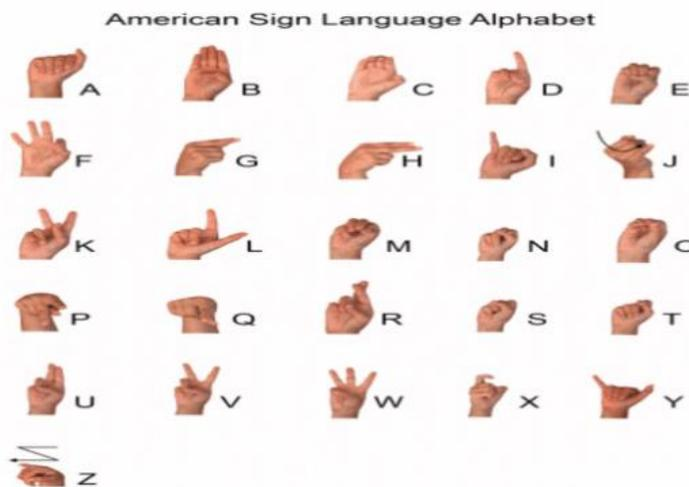 American Sign Language Alphabet
A B C D E
F G H I J
K L M N O
P Q R S T
U V W X Y
Z